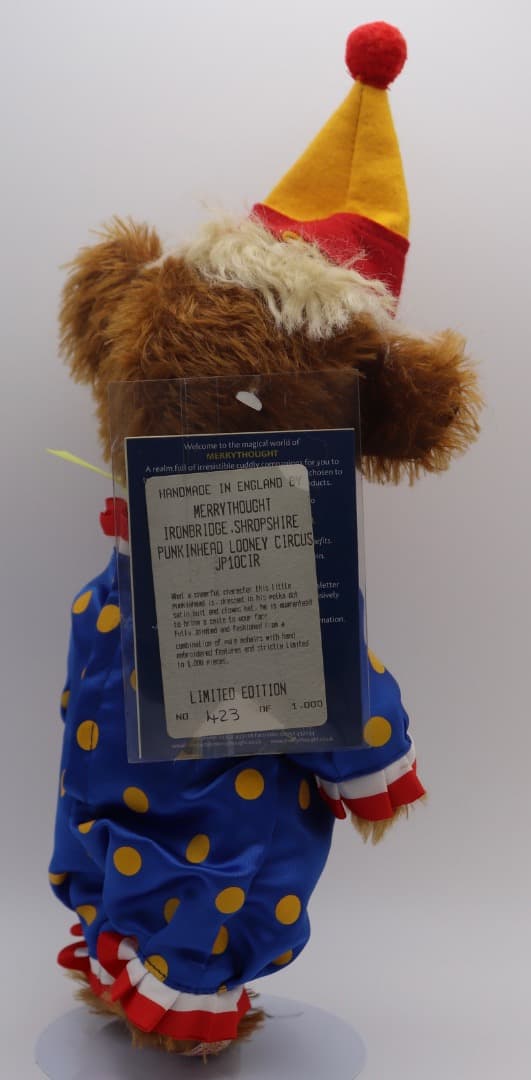 Welcome to the magical world of
MERRYTHOUGHT
A realm full of irresistible cuddly companions for you to
chosen to
HANDMADE IN ENGLAND BY
MERRYTHOUGHT
IRONBRIDGE.SHROPSHIRE
PUNKINHEAD LOONEY CIRCUS
JP10CIR
What a cheerful character this little
punkinhead is, dressed in his polka dot
satin suit and clowns hat, he is guaranteed
to bring a smile to your face
Fully jointed and fashioned from a
combination of pure mohairs with hand
embroidered features and strictly limited
to 1,000 pieces.
LIMITED EDITION
NO 423 OF 1.000